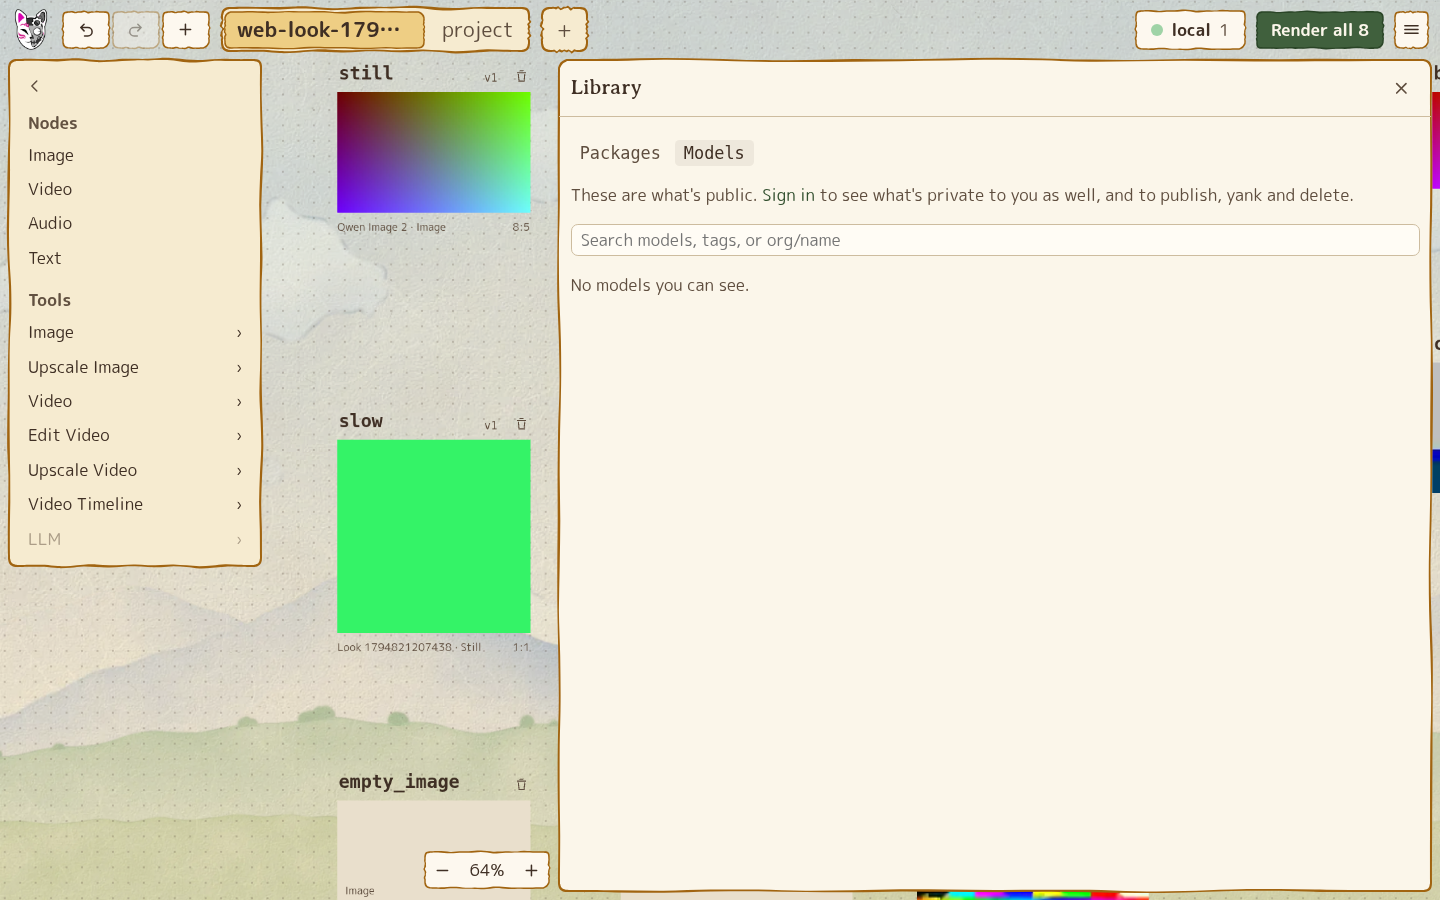 web-look-179···
project
local 1
Render all 8
Nodes
Image
Video
Audio
Text
Tools
Image
Upscale Image
Video
Edit Video
Upscale Video
Video Timeline
LLM
still
v1
Qwen Image 2 · Image
8:5
slow
v1
Look 1794821207438 · Still
1:1
empty_image
Image
64%
Library
Packages
Models
These are what's public. Sign in to see what's private to you as well, and to publish, yank and delete.
Search models, tags, or org/name
No models you can see.